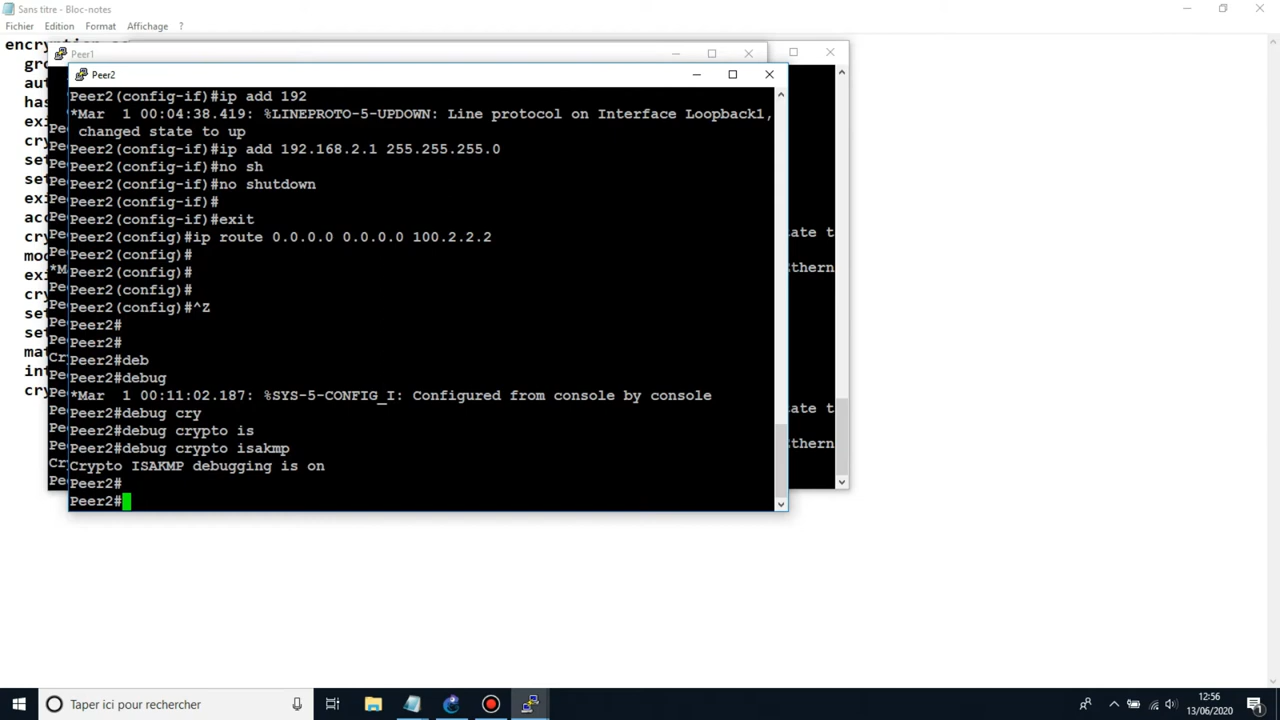 Sans titre - Bloc-notes
Fichier Edition Format Affichage ?
Peer1
Peer2
Peer2(config-if)#ip add 192
*Mar  1 00:04:38.419: %LINEPROTO-5-UPDOWN: Line protocol on Interface Loopback1,
changed state to up
Peer2(config-if)#ip add 192.168.2.1 255.255.255.0
Peer2(config-if)#no sh
Peer2(config-if)#no shutdown
Peer2(config-if)#
Peer2(config-if)#exit
Peer2(config)#ip route 0.0.0.0 0.0.0.0 100.2.2.2
Peer2(config)#
Peer2(config)#
Peer2(config)#
Peer2(config)#^Z
Peer2#
Peer2#
Peer2#deb
Peer2#debug
*Mar  1 00:11:02.187: %SYS-5-CONFIG_I: Configured from console by console
Peer2#debug cry
Peer2#debug crypto is
Peer2#debug crypto isakmp
Crypto ISAKMP debugging is on
Peer2#
Peer2#
Taper ici pour rechercher
12:56
13/06/2020